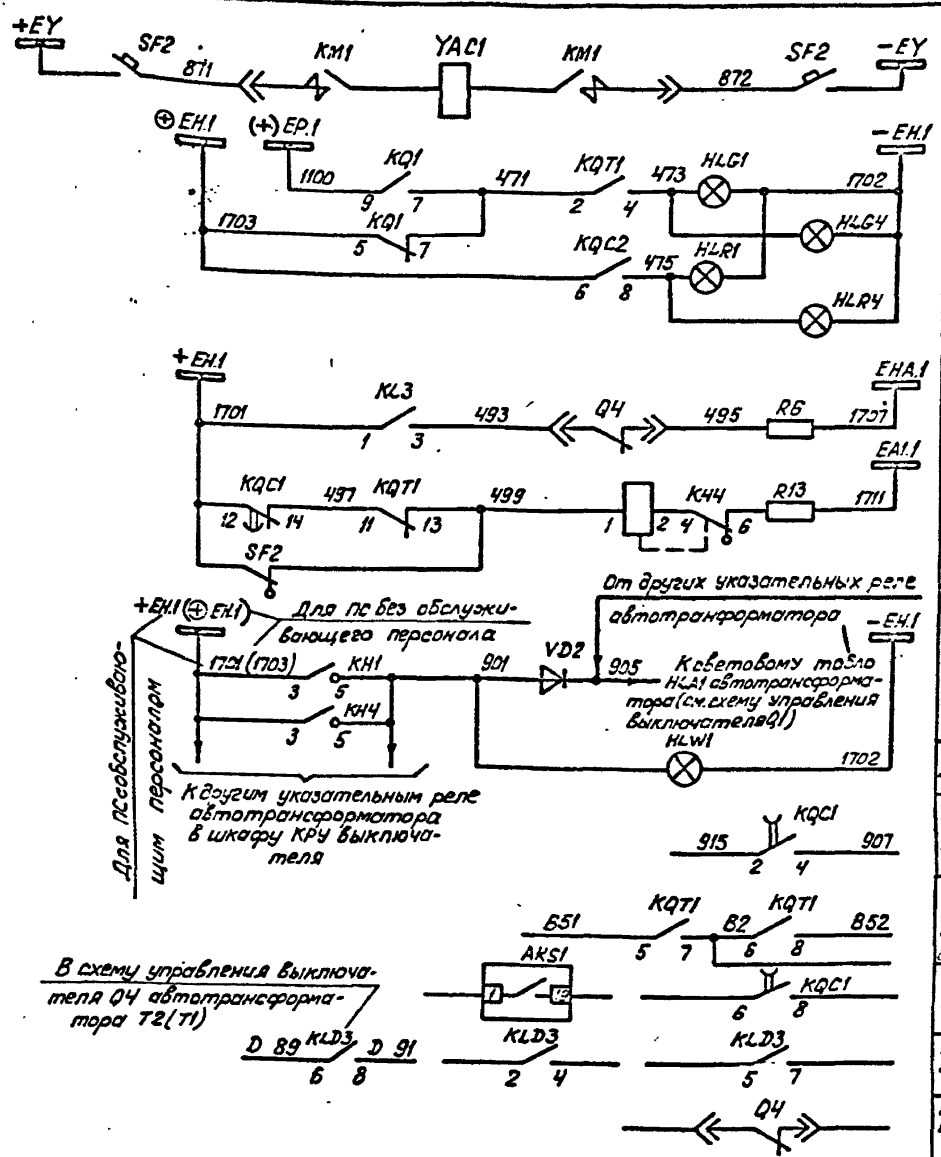 +EY
SF2
871
KM1
YAC1
KM1
872
SF2
-EY
⊕ EH.1
(+) EP.1
-EH.1
1100
KQ1
9 7
471
KQT1
2 4
473
HLG1
1702
1703
KQ1
5 7
HLG4
KQC2
6 8
475
HLR1
HLR4
+EH.1
EHA.1
1701
KL3
1 3
493
Q4
495
R6
1707
EA1.1
KQC1
12 14
497
KQT1
11 13
499
1 2
KH4
4 6
R13
1711
SF2
+EH.1 (⊕ EH.1)
Для пс без обслужи-
вающего персонала
От других указательных реле
автотрансформатора
-EH.1
Для ПС с обслуживаю-
щим персоналом
1701 (1703)
KH1
3 5
901
VD2
905
К световому табло
HLA1 автотрансформа-
тора (см. схему управления
выключателя Q1)
KH4
3 5
HLW1
1702
К другим указательным реле
автотрансформатора
в шкафу КРУ выключа-
теля
KQC1
915
2 4
907
B51
KQT1
5 7
B2
KQT1
6 8
B52
AKS1
KQC1
6 8
В схему управления выключа-
теля Q4 автотрансформа-
тора T2(T1)
D 89
KLD3
6 8
D 91
KLD3
2 4
KLD3
5 7
Q4